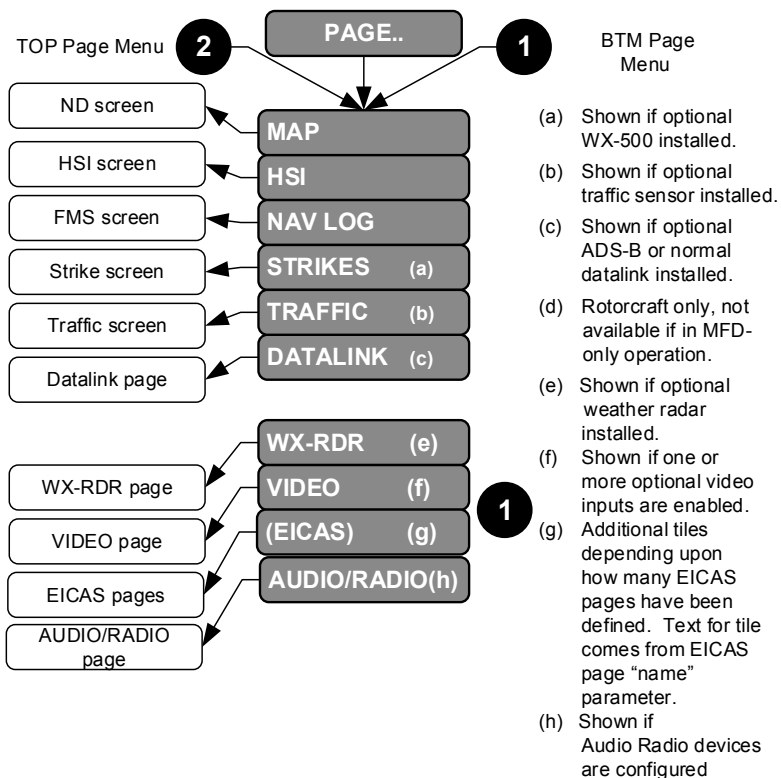 PAGE..
TOP Page Menu
2
1
BTM Page
Menu
ND screen
HSI screen
FMS screen
Strike screen
Traffic screen
Datalink page
MAP
HSI
NAV LOG
STRIKES (a)
TRAFFIC (b)
DATALINK (c)
WX-RDR page
VIDEO page
EICAS pages
AUDIO/RADIO
page
WX-RDR (e)
VIDEO (f)
(EICAS) (g)
AUDIO/RADIO(h)
1
(a) Shown if optional
WX-500 installed.
(b) Shown if optional
traffic sensor installed.
(c) Shown if optional
ADS-B or normal
datalink installed.
(d) Rotorcraft only, not
available if in MFD-
only operation.
(e) Shown if optional
weather radar
installed.
(f) Shown if one or
more optional video
inputs are enabled.
(g) Additional tiles
depending upon
how many EICAS
pages have been
defined. Text for tile
comes from EICAS
page “name”
parameter.
(h) Shown if
Audio Radio devices
are configured